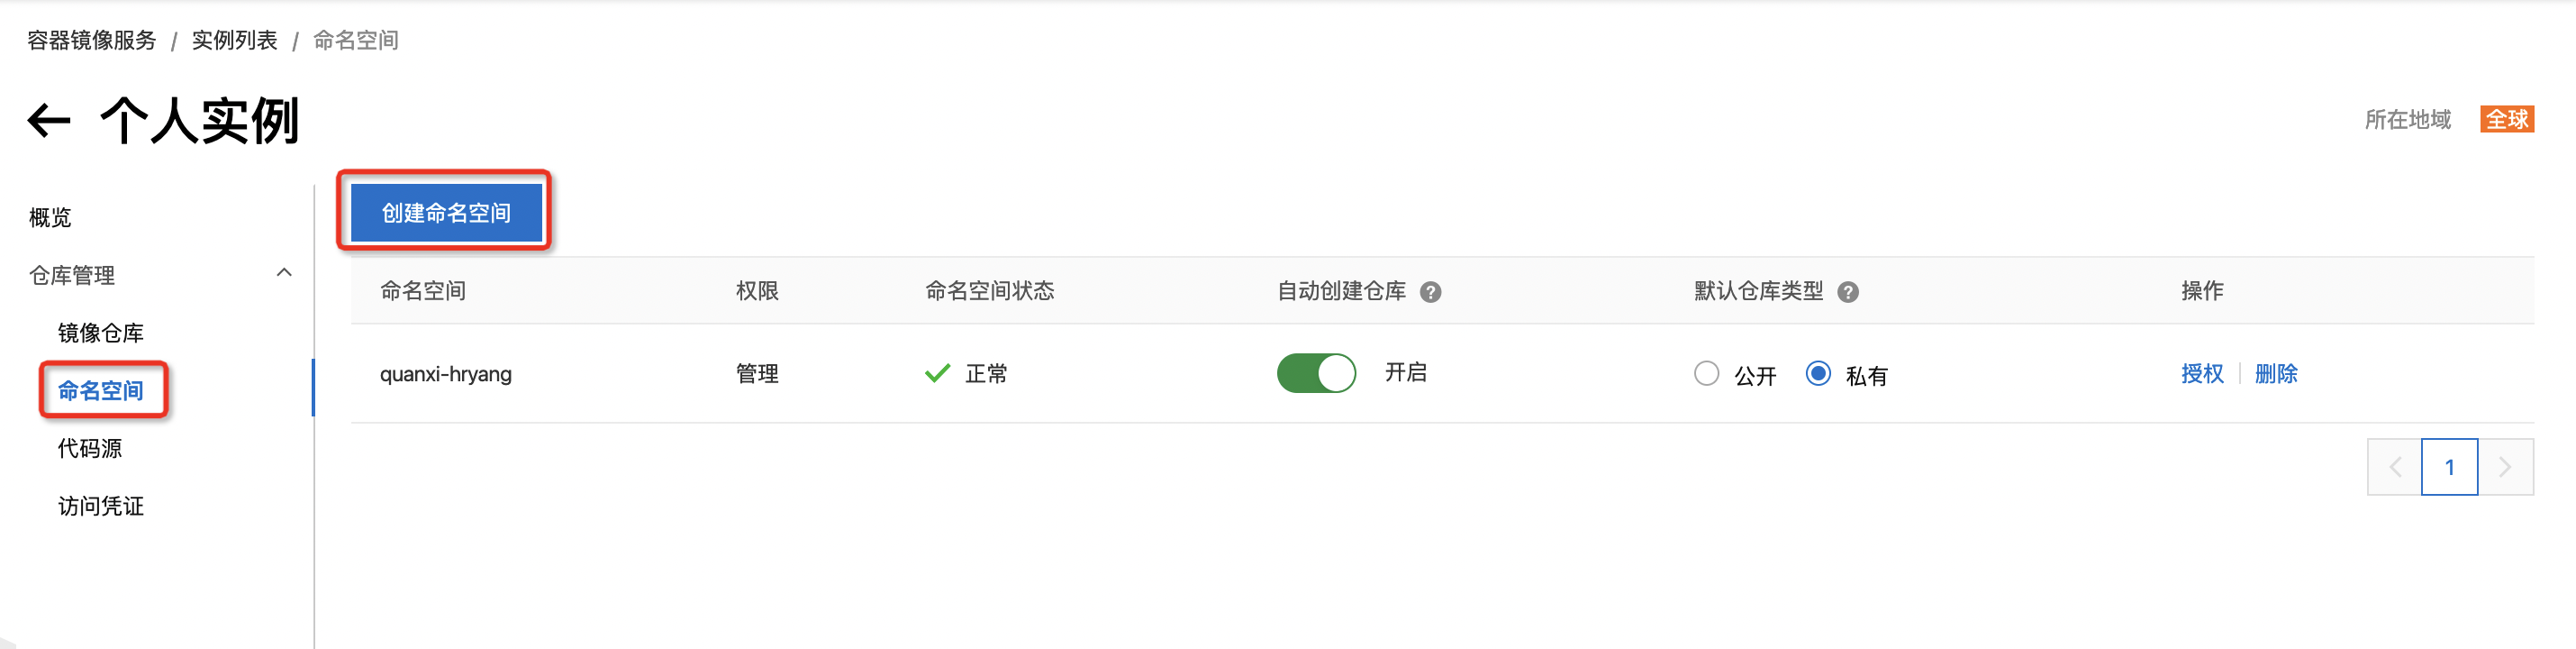 容器镜像服务 / 实例列表 / 命名空间
个人实例
所在地域 全球
概览
仓库管理
镜像仓库
命名空间
代码源
访问凭证
创建命名空间
命名空间 权限 命名空间状态 自动创建仓库 ? 默认仓库类型 ? 操作
quanxi-hryang 管理 正常 开启 公开 私有 授权 删除
1